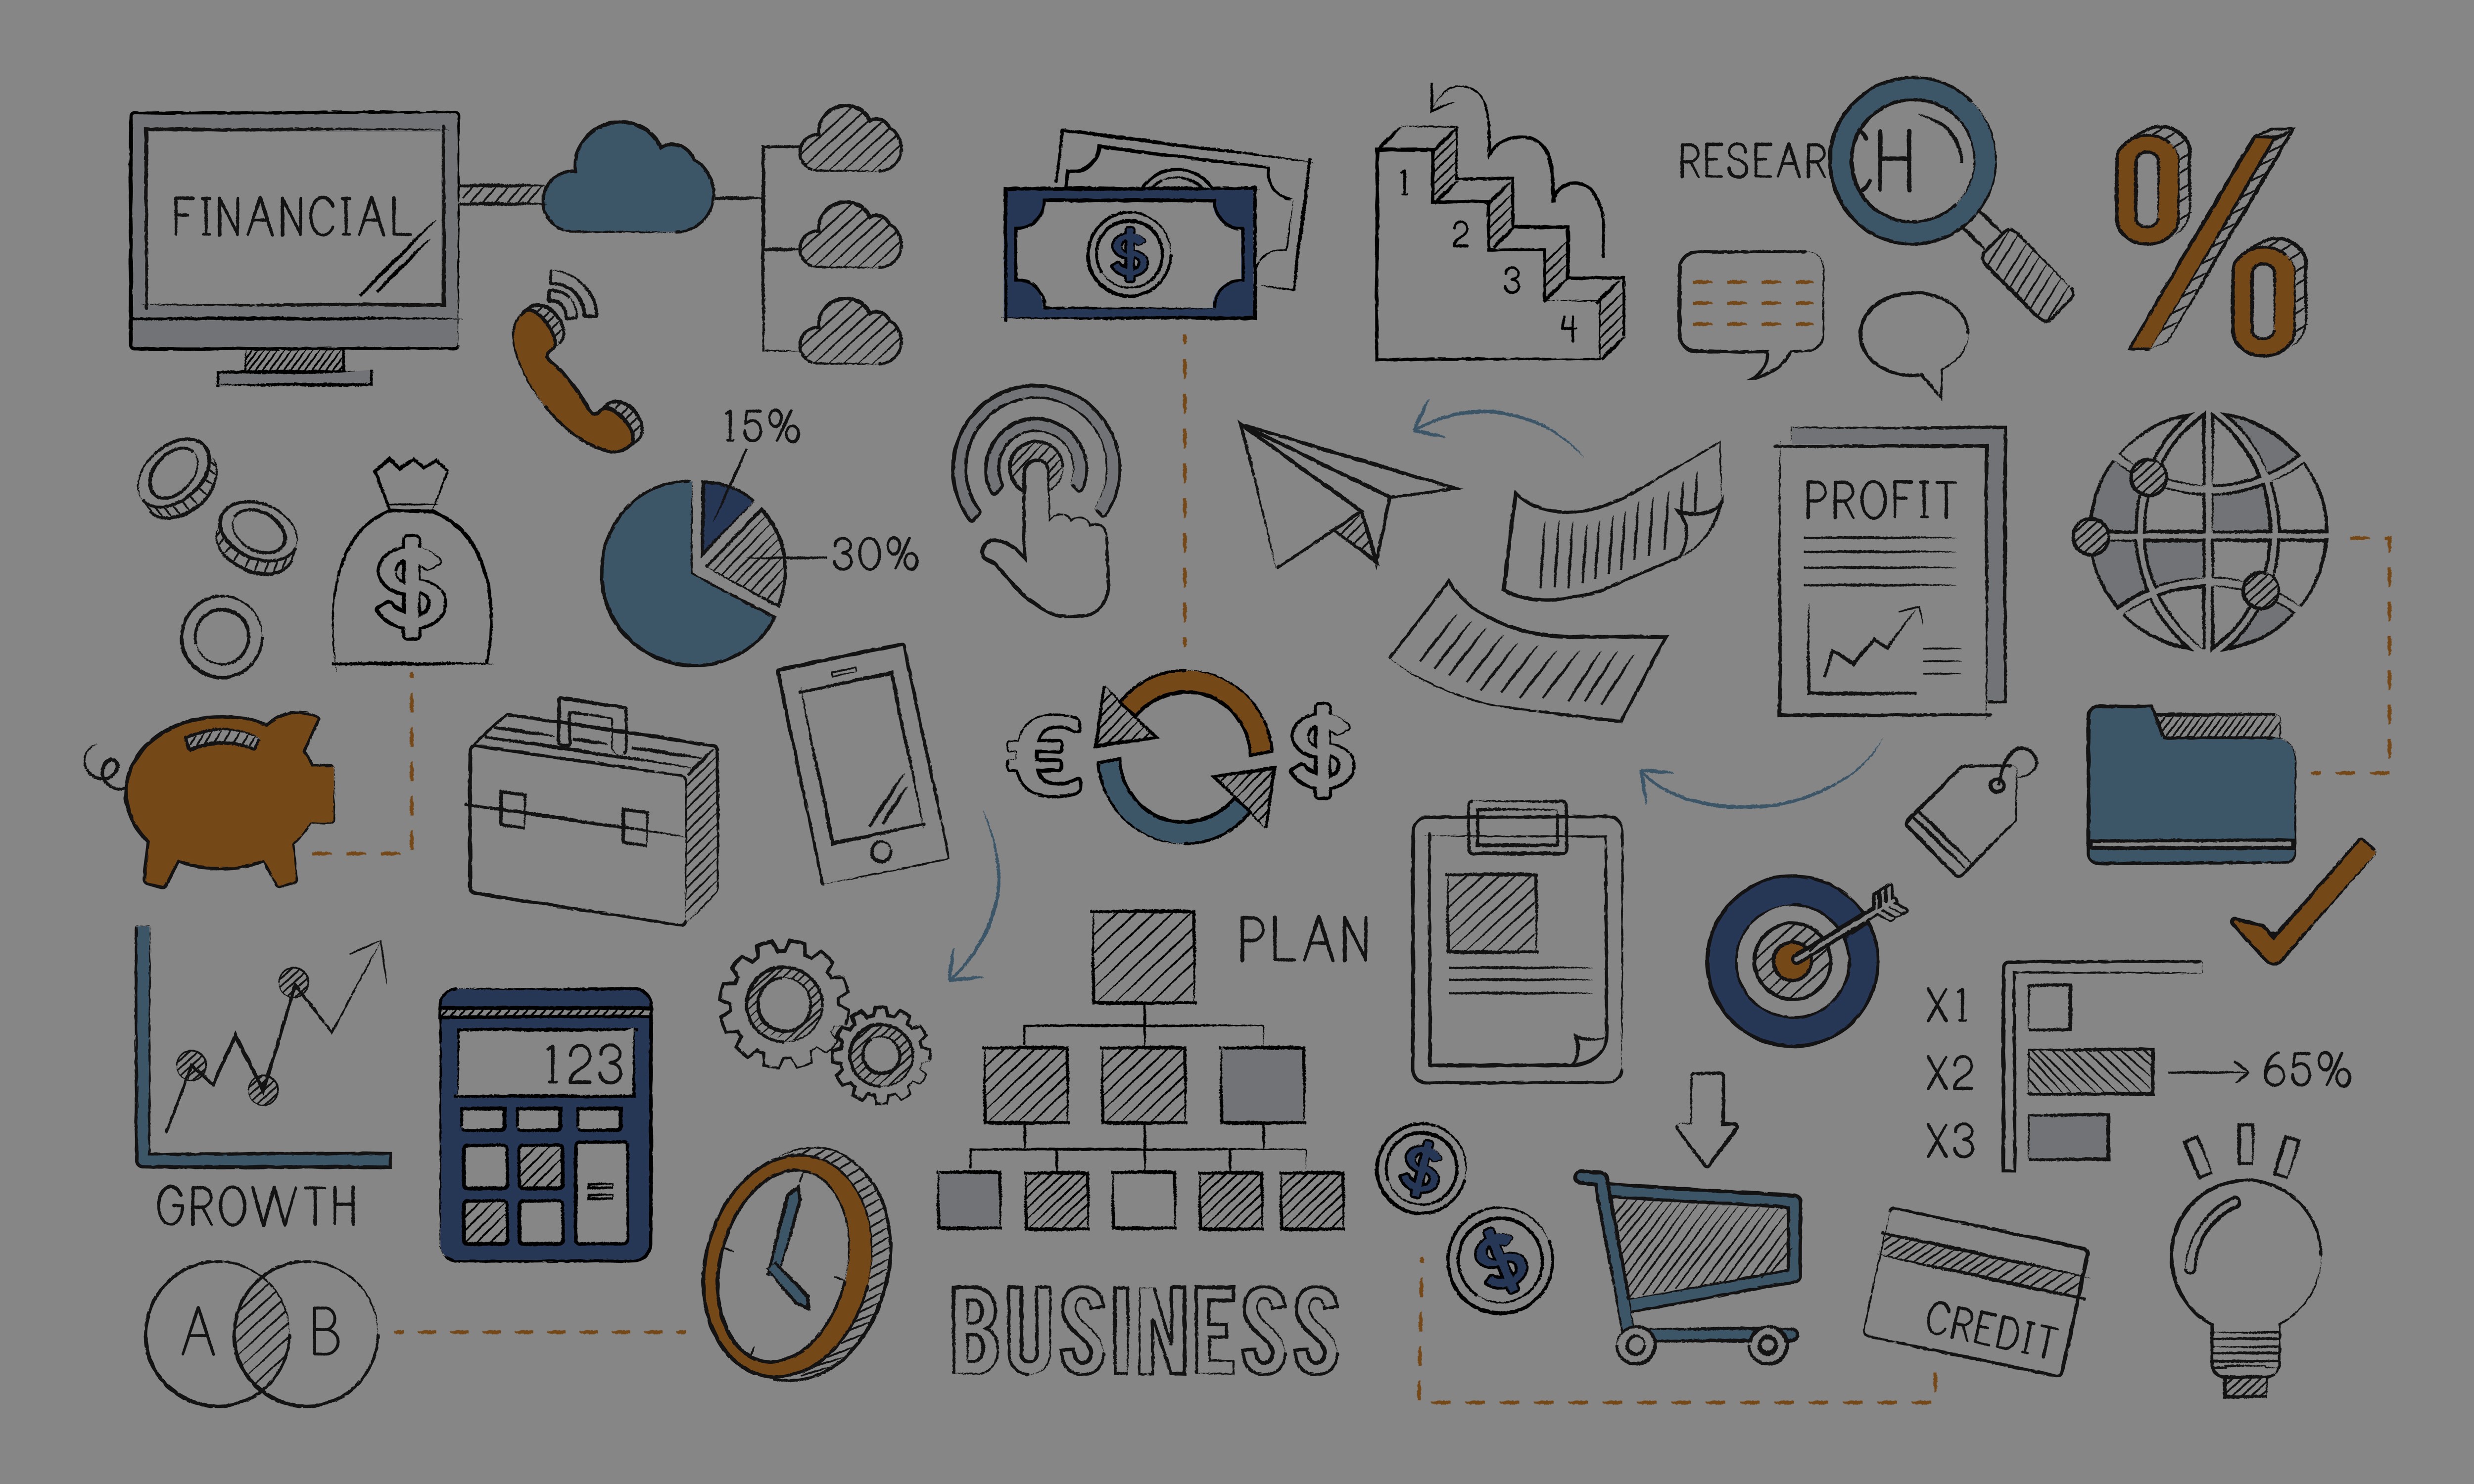 FINANCIAL
$
1
2
3
4
RESEARCH
%
15%
30%
$
PROFIT
€
$
PLAN
123
GROWTH
X1
X2
65%
X3
=
$
$
A
B
BUSINESS
CREDIT